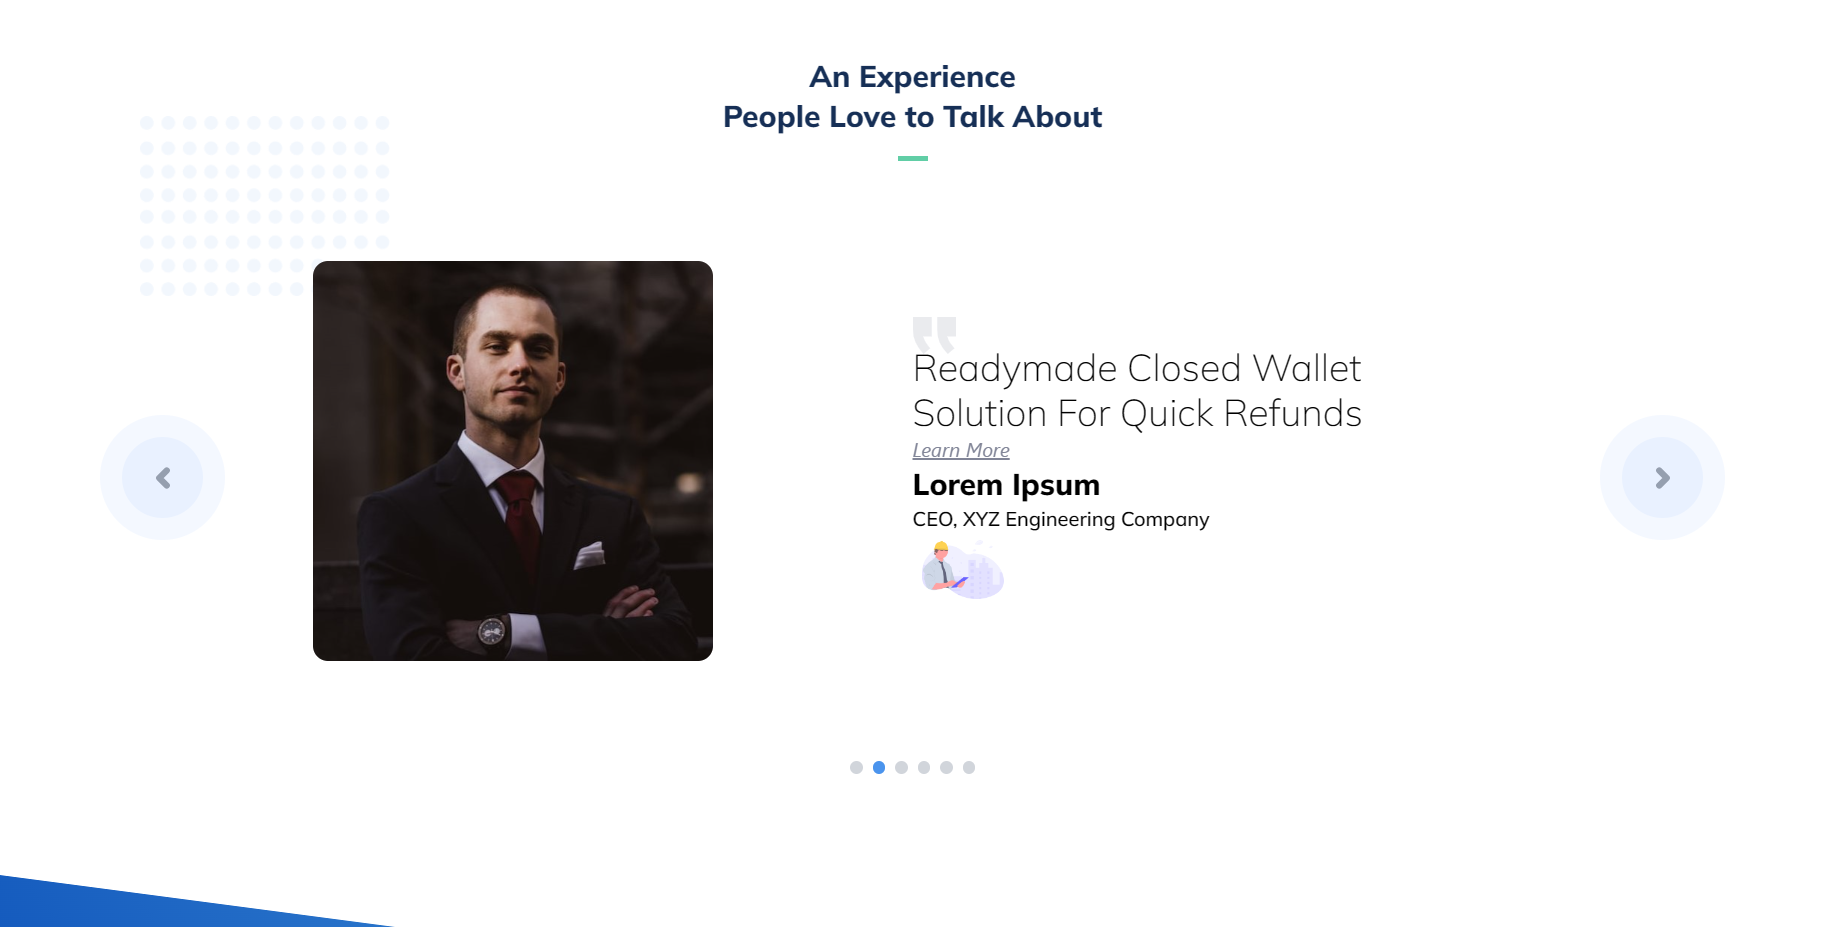 An Experience
People Love to Talk About
Readymade Closed Wallet
Solution For Quick Refunds
Learn More
Lorem Ipsum
CEO, XYZ Engineering Company